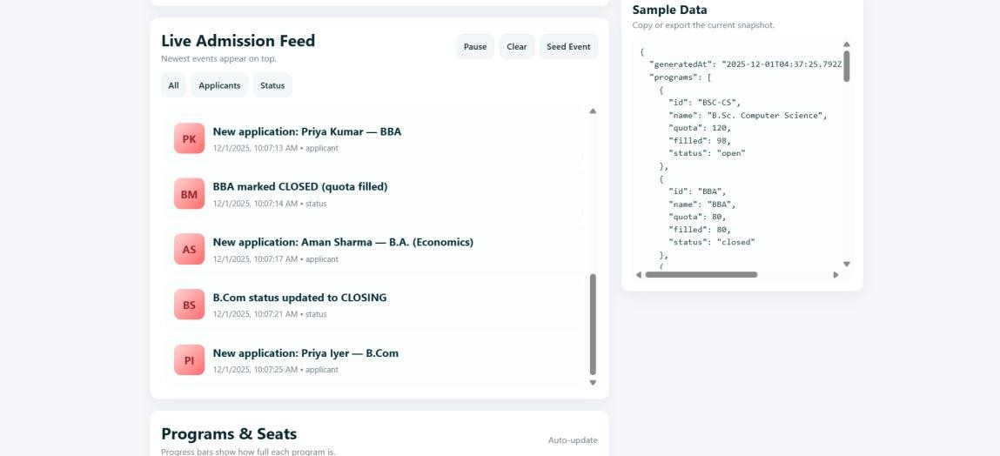 Live Admission Feed
Newest events appear on top.
Pause
Clear
Seed Event
All
Applicants
Status
PK
New application: Priya Kumar — BBA
12/1/2025, 10:07:13 AM • applicant
BM
BBA marked CLOSED (quota filled)
12/1/2025, 10:07:14 AM • status
AS
New application: Aman Sharma — B.A. (Economics)
12/1/2025, 10:07:17 AM • applicant
BS
B.Com status updated to CLOSING
12/1/2025, 10:07:21 AM • status
PI
New application: Priya Iyer — B.Com
12/1/2025, 10:07:25 AM • applicant
Programs & Seats
Progress bars show how full each program is.
Auto-update
Sample Data
Copy or export the current snapshot.
{
"generatedAt": "2025-12-01T04:37:25.792Z
"programs": [
{
"id": "BSC-CS",
"name": "B.Sc. Computer Science",
"quota": 120,
"filled": 98,
"status": "open"
},
{
"id": "BBA",
"name": "BBA",
"quota": 80,
"filled": 80,
"status": "closed"
},
{